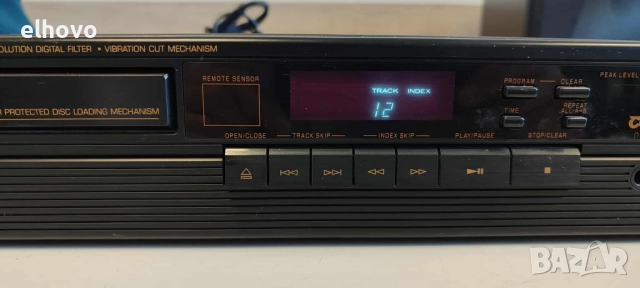 elhovo
OLUTION DIGITAL FILTER • VIBRATION CUT MECHANISM
REMOTE SENSOR
TRACK INDEX
12
PROGRAM
CLEAR
PEAK LEVEL
R PROTECTED DISC LOADING MECHANISM
TIME
REPEAT
ALL·A-B
OPEN/CLOSE
TRACK SKIP
INDEX SKIP
PLAY/PAUSE
STOP/CLEAR
BAZAR